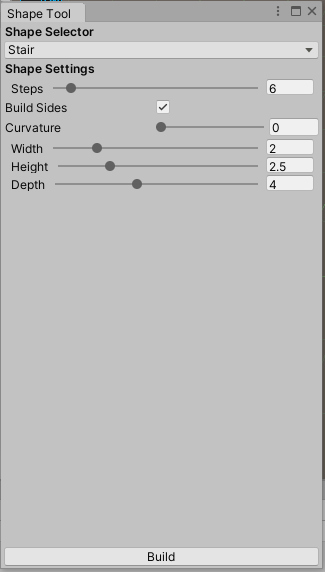 Shape Tool
Shape Selector
Stair
Shape Settings
Steps 6
Build Sides
Curvature 0
Width 2
Height 2.5
Depth 4
Build